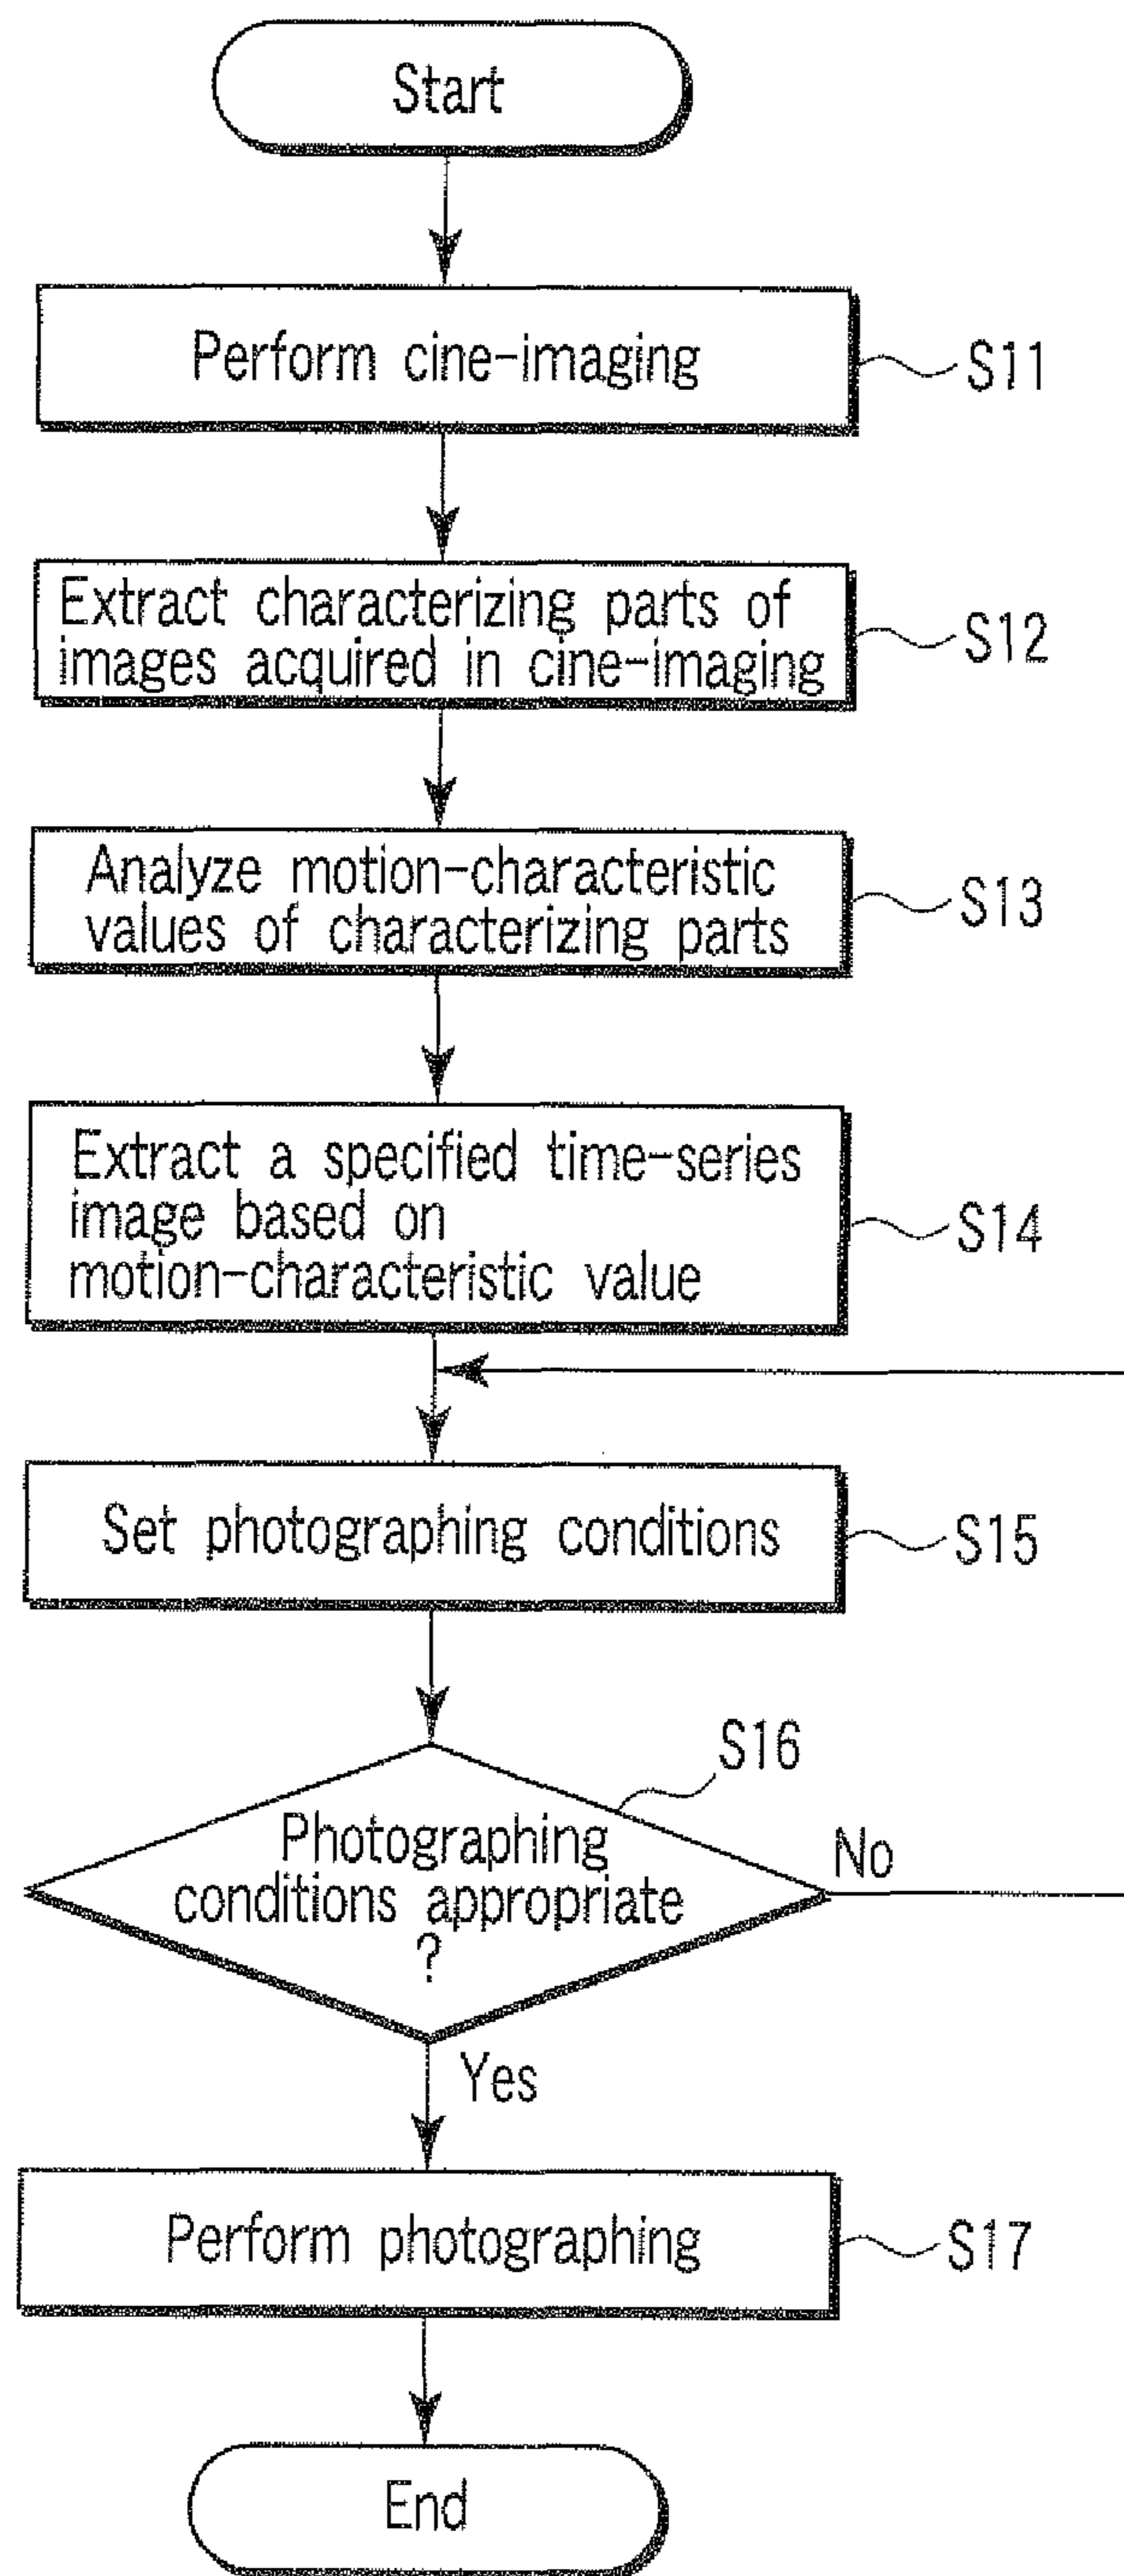 Start
Perform cine-imaging
S11
Extract characterizing parts of
images acquired in cine-imaging
S12
Analyze motion-characteristic
values of characterizing parts
S13
Extract a specified time-series
image based on
motion-characteristic value
S14
Set photographing conditions
S15
S16
Photographing
conditions appropriate
?
No
Yes
Perform photographing
S17
End